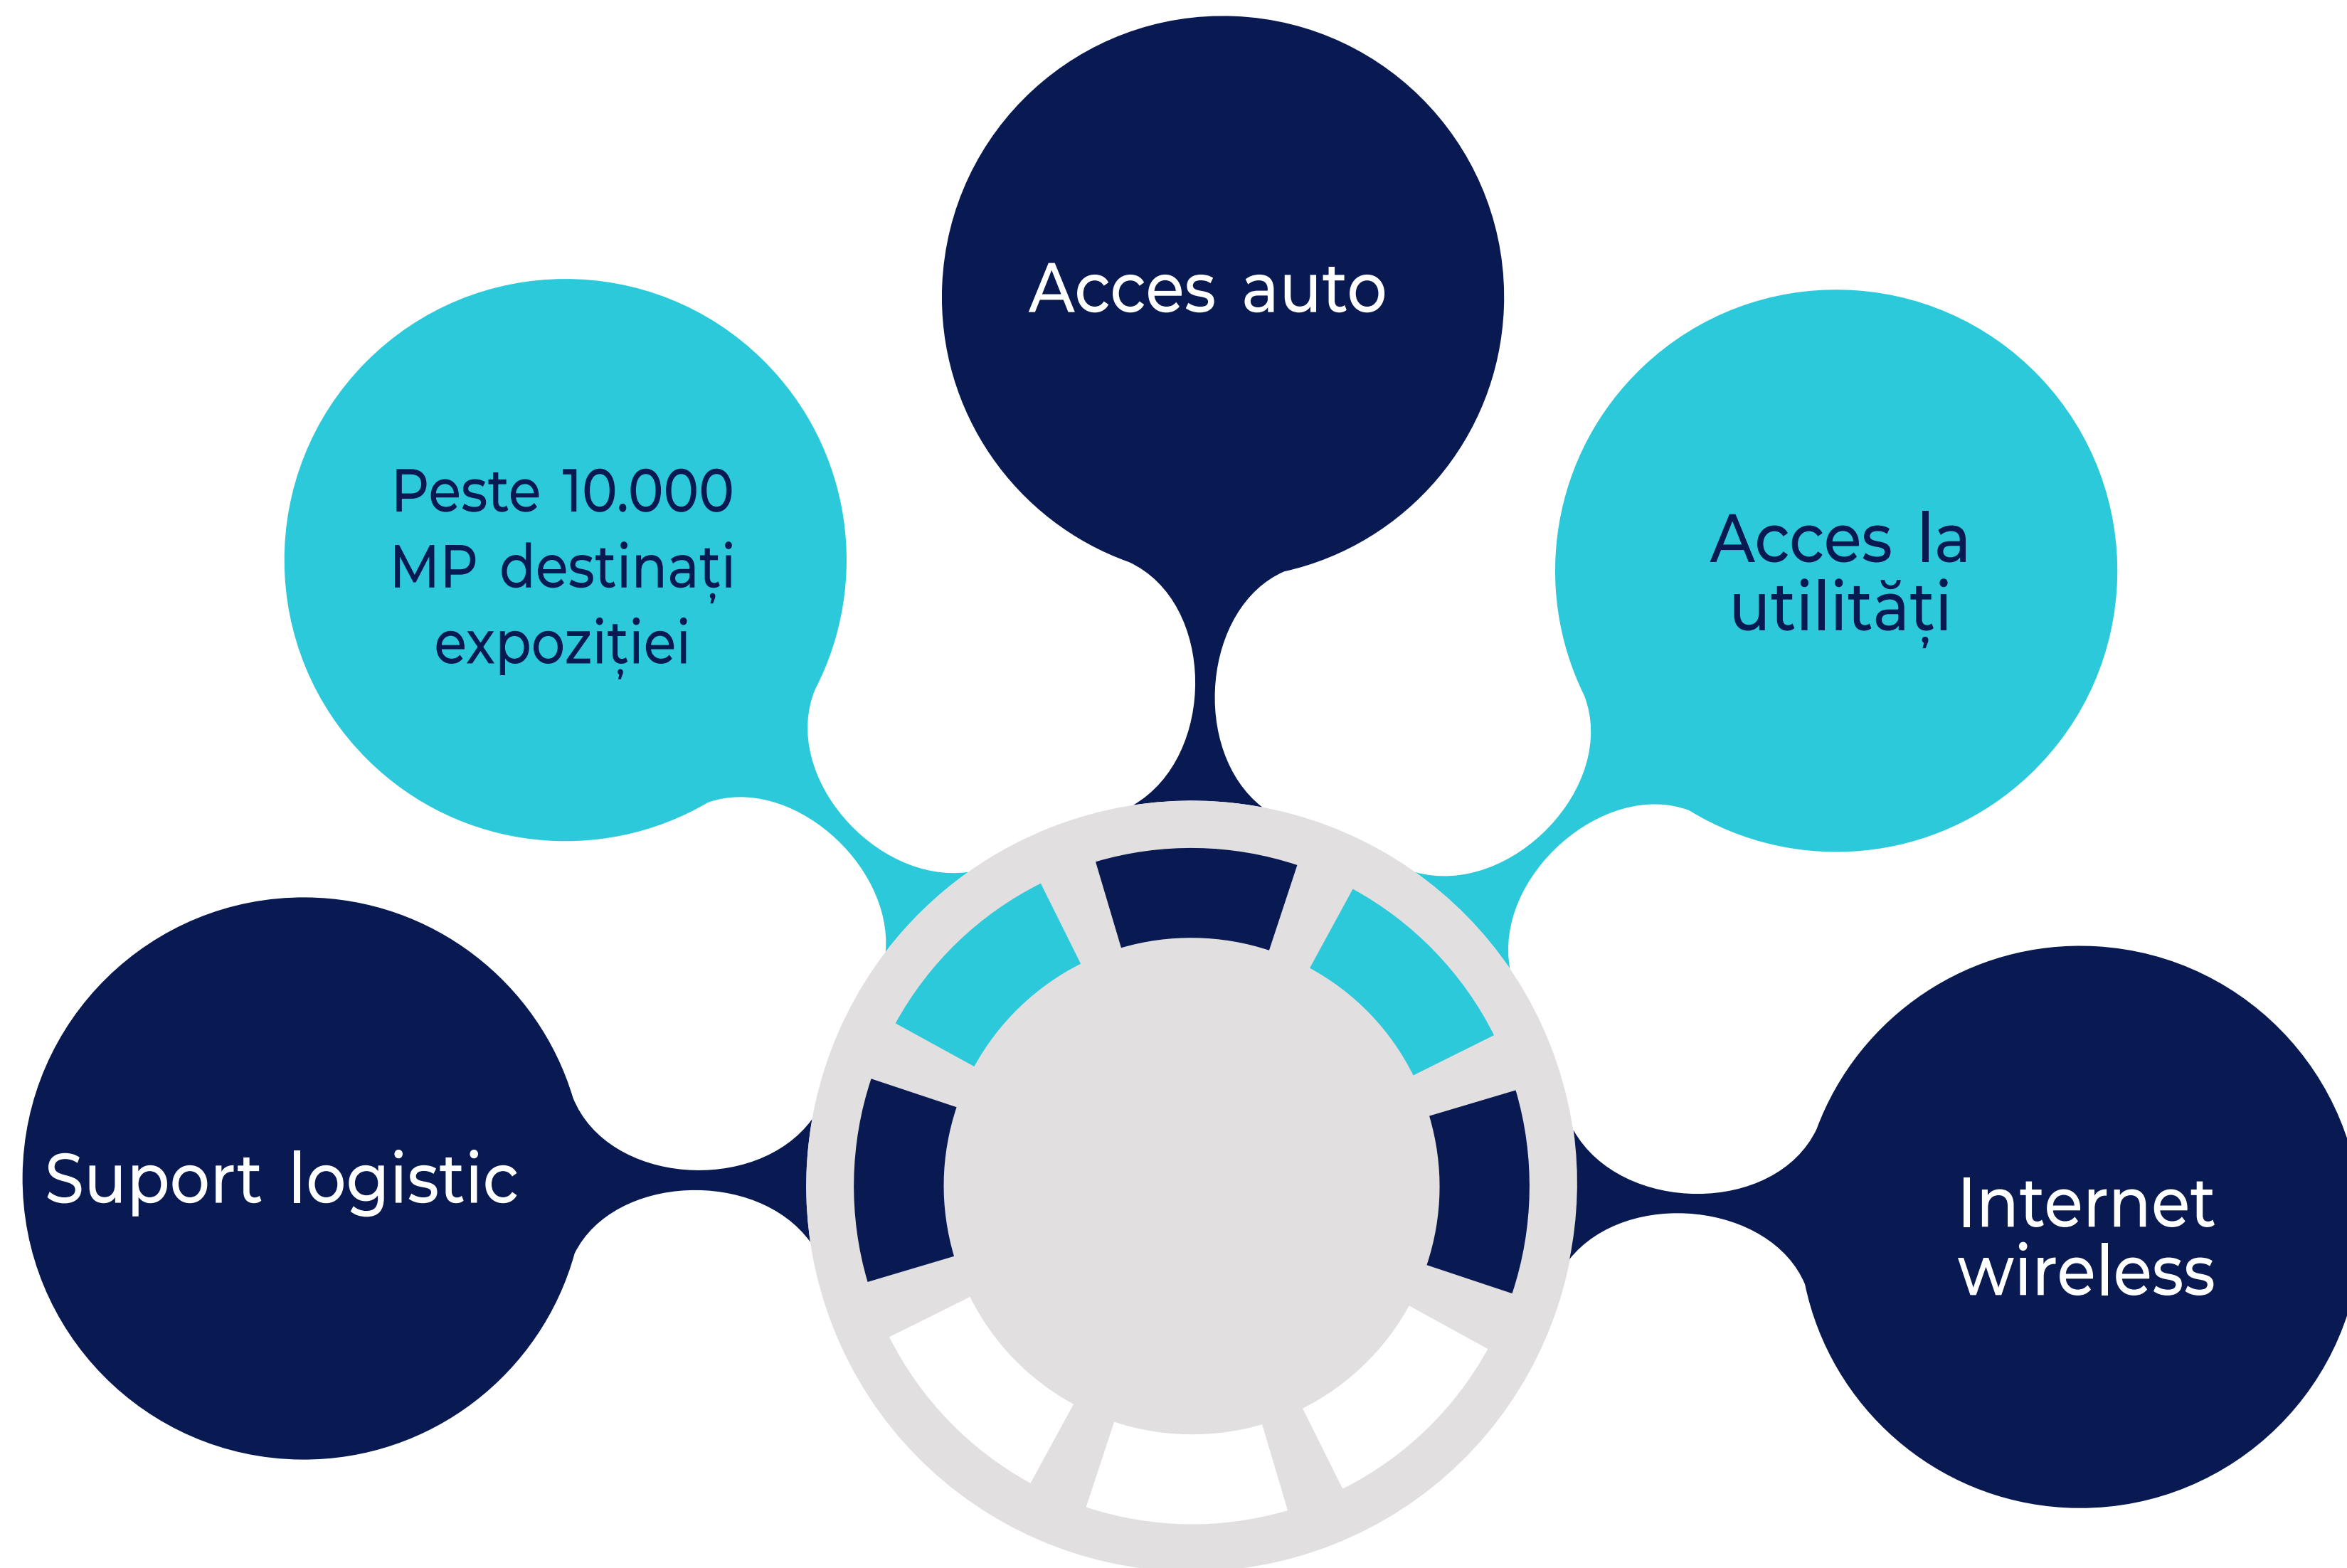 Acces auto
Peste 10.000
MP destinați
expoziției
Acces la
utilități
Suport logistic
Internet
wireless